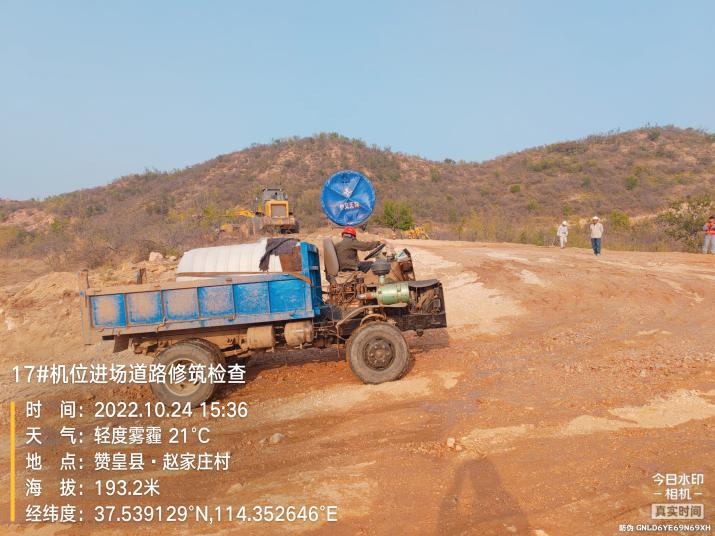 17#机位进场道路修筑检查
时 间：2022.10.24 15:36
天 气：轻度雾霾 21℃
地 点：赞皇县·赵家庄村
海 拔：193.2米
经纬度：37.539129°N,114.352646°E
今日水印
相机
真实时间
防伪 GNLD6YE69N69XH